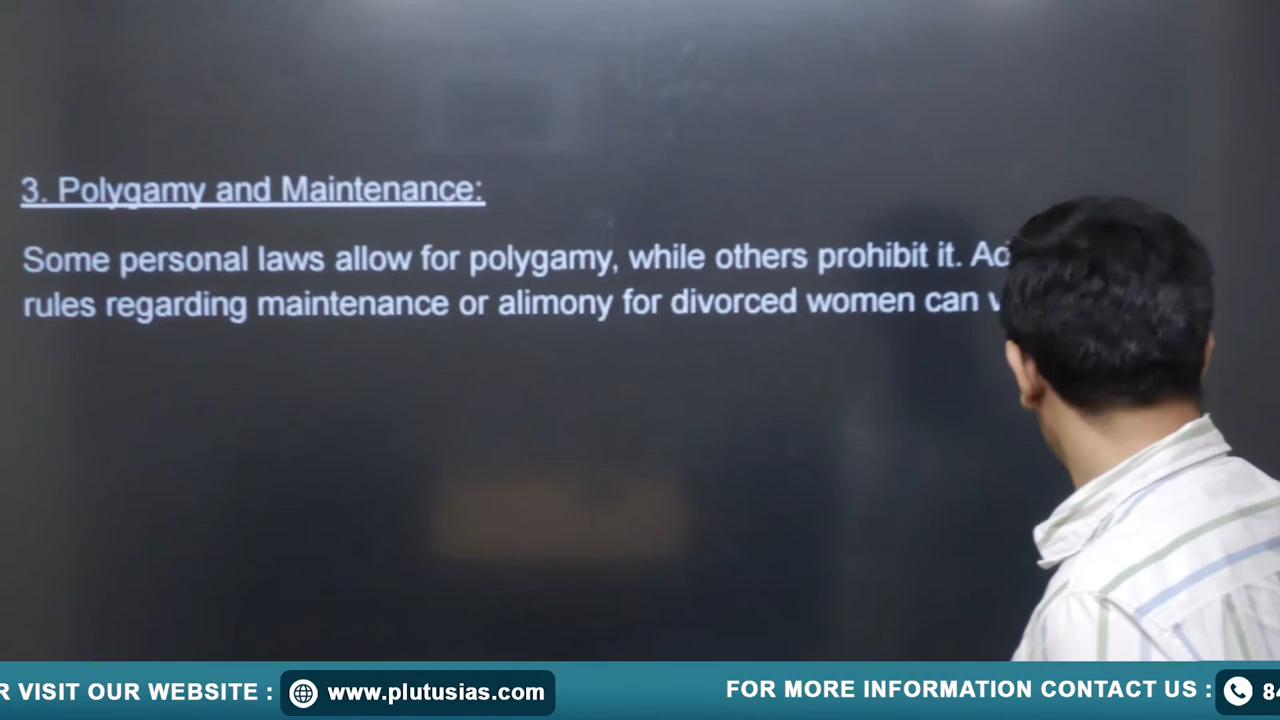 3. Polygamy and Maintenance:
Some personal laws allow for polygamy, while others prohibit it.
rules regarding maintenance or alimony for divorced women can
R VISIT OUR WEBSITE : www.plutusias.com
FOR MORE INFORMATION CONTACT US : 84